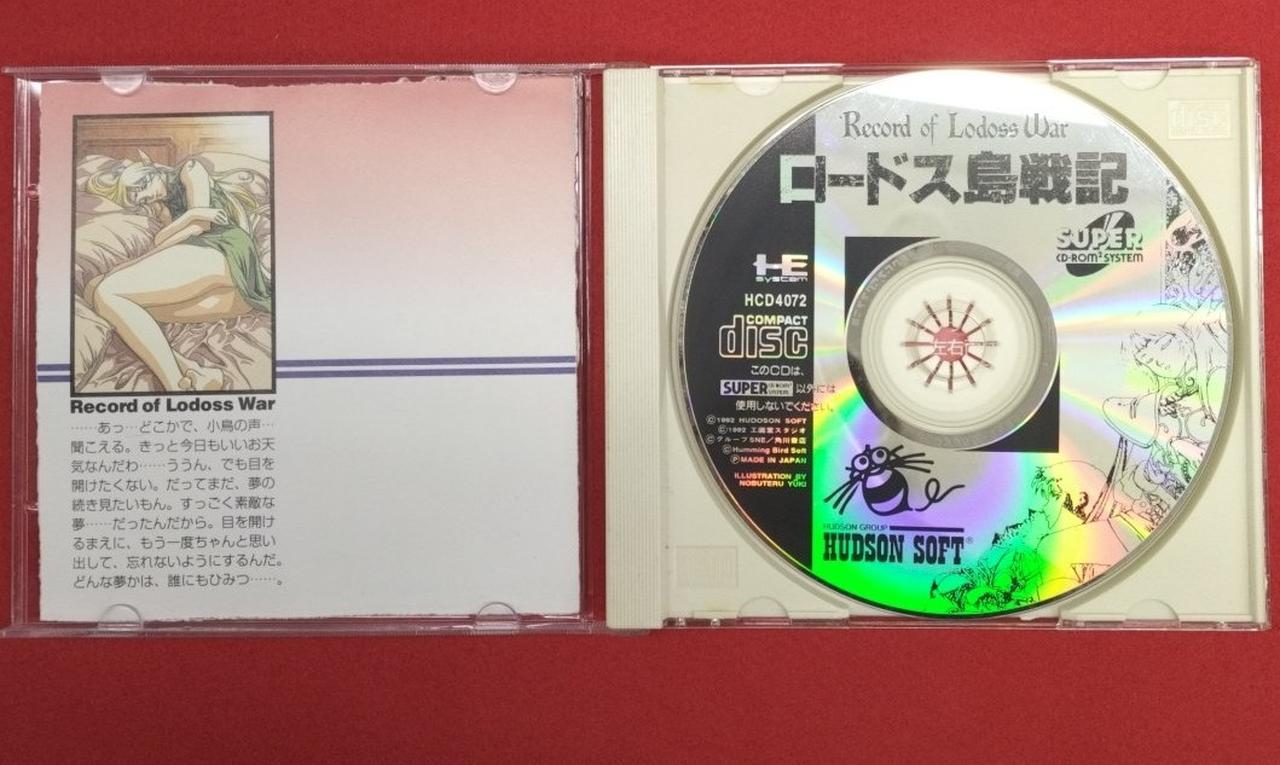 Record of Lodoss War
……あっ…どこかで、小鳥の声…
聞こえる。きっと今日もいいお天
気なんだわ……ううん、でも目を
開けたくない。だってまだ、夢の
続き見たいもん。すっごく素敵な
夢……だったんだから。目を開け
るまえに、もう一度ちゃんと思い
出して、忘れないようにするんだ。
どんな夢かは、誰にもひみつ……。
Record of Lodoss War
ロードス島戦記
SUPER
CD-ROM² SYSTEM
HE
system
HCD4072
COMPACT
disc
このCDは、
SUPER CD-ROM² SYSTEM 以外には
使用しないでください。
©1992 HUDOSON SOFT
©1992 工画堂スタジオ
©グループSNE／角川書店
©Humming Bird Soft
ⓅMADE IN JAPAN
ILLUSTRATION BY
NOBUTERU YŪKI
左右
HUDSON GROUP
HUDSON SOFT®